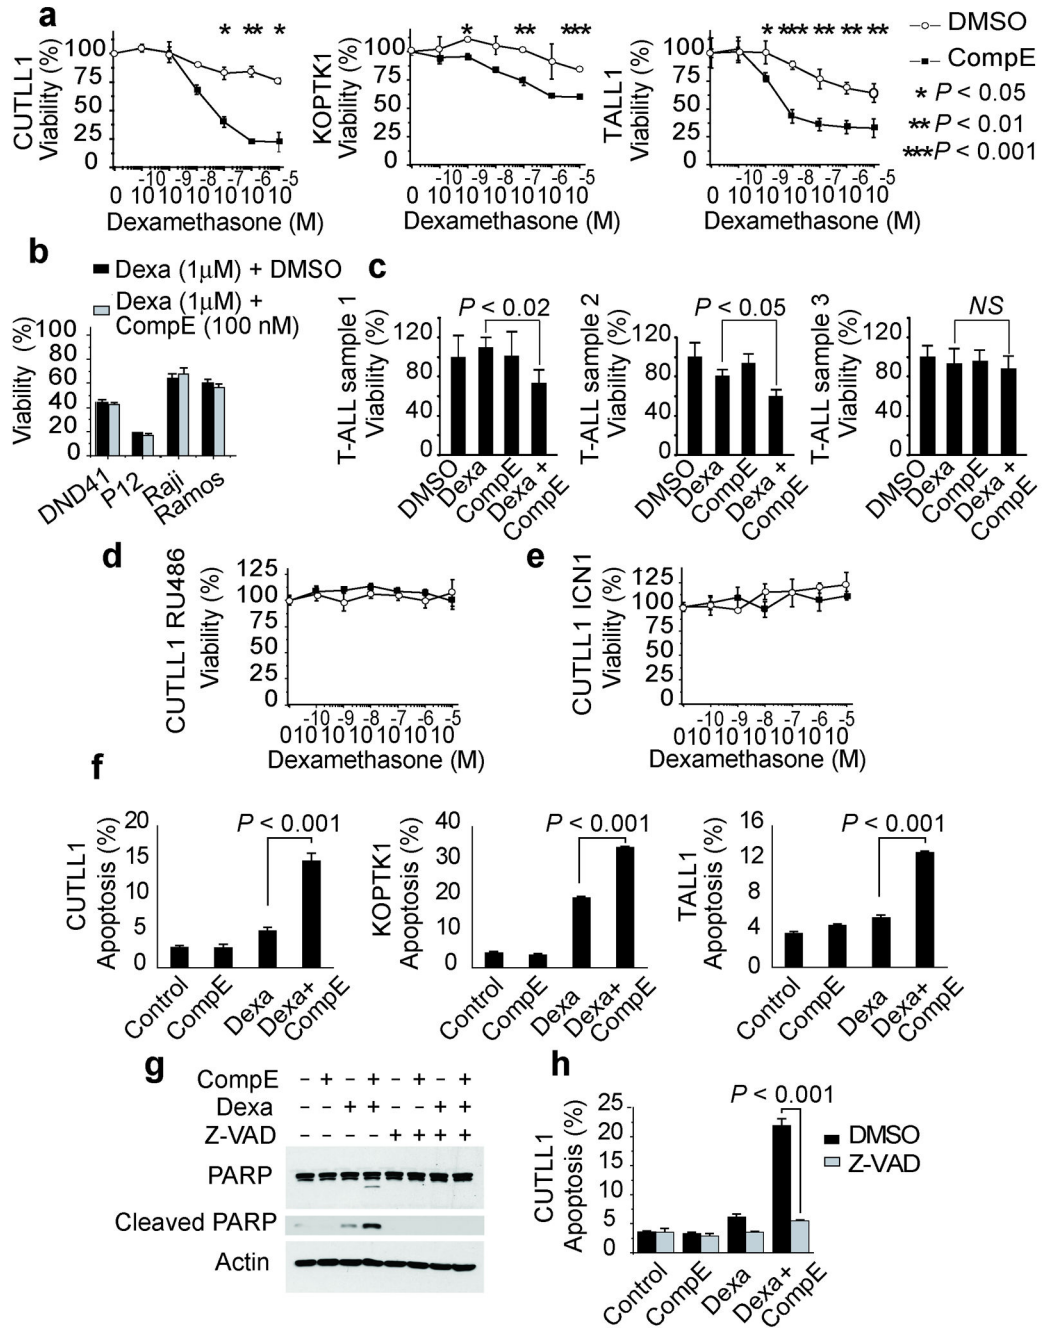 a
CUTLL1
Viability (%)
100
75
50
25
0
* ** *
0 10⁻¹⁰ 10⁻⁹ 10⁻⁸ 10⁻⁷ 10⁻⁶ 10⁻⁵
Dexamethasone (M)
KOPTK1
Viability (%)
100
75
50
25
0
* ** ***
0 10⁻¹⁰ 10⁻⁹ 10⁻⁸ 10⁻⁷ 10⁻⁶ 10⁻⁵
Dexamethasone (M)
TALL1
Viability (%)
100
75
50
25
0
* *** ** ** **
0 10⁻¹⁰ 10⁻⁹ 10⁻⁸ 10⁻⁷ 10⁻⁶ 10⁻⁵
Dexamethasone (M)
DMSO
CompE
* P < 0.05
** P < 0.01
*** P < 0.001
b
Dexa (1µM) + DMSO
Dexa (1µM) +
CompE (100 nM)
Viability (%)
100
80
60
40
20
0
DND41
P12
Raji
Ramos
c
T-ALL sample 1
Viability (%)
P < 0.02
120
80
40
0
DMSO
Dexa
CompE
Dexa +
CompE
T-ALL sample 2
Viability (%)
P < 0.05
120
80
40
0
DMSO
Dexa
CompE
Dexa +
CompE
T-ALL sample 3
Viability (%)
NS
120
80
40
0
DMSO
Dexa
CompE
Dexa +
CompE
d
CUTLL1 RU486
Viability (%)
125
100
75
50
25
0
0 10⁻¹⁰ 10⁻⁹ 10⁻⁸ 10⁻⁷ 10⁻⁶ 10⁻⁵
Dexamethasone (M)
e
CUTLL1 ICN1
Viability (%)
125
100
75
50
25
0
0 10⁻¹⁰ 10⁻⁹ 10⁻⁸ 10⁻⁷ 10⁻⁶ 10⁻⁵
Dexamethasone (M)
f
CUTLL1
Apoptosis (%)
P < 0.001
20
15
10
5
0
Control
CompE
Dexa
Dexa+
CompE
KOPTK1
Apoptosis (%)
P < 0.001
40
30
20
10
0
Control
CompE
Dexa
Dexa+
CompE
TALL1
Apoptosis (%)
P < 0.001
16
12
8
4
0
Control
CompE
Dexa
Dexa+
CompE
g
CompE – + – + – + – +
Dexa – – + + – – + +
Z-VAD – – – – + + + +
PARP
Cleaved PARP
Actin
h
CUTLL1
Apoptosis (%)
P < 0.001
25
20
15
10
5
0
DMSO
Z-VAD
Control
CompE
Dexa
Dexa+
CompE